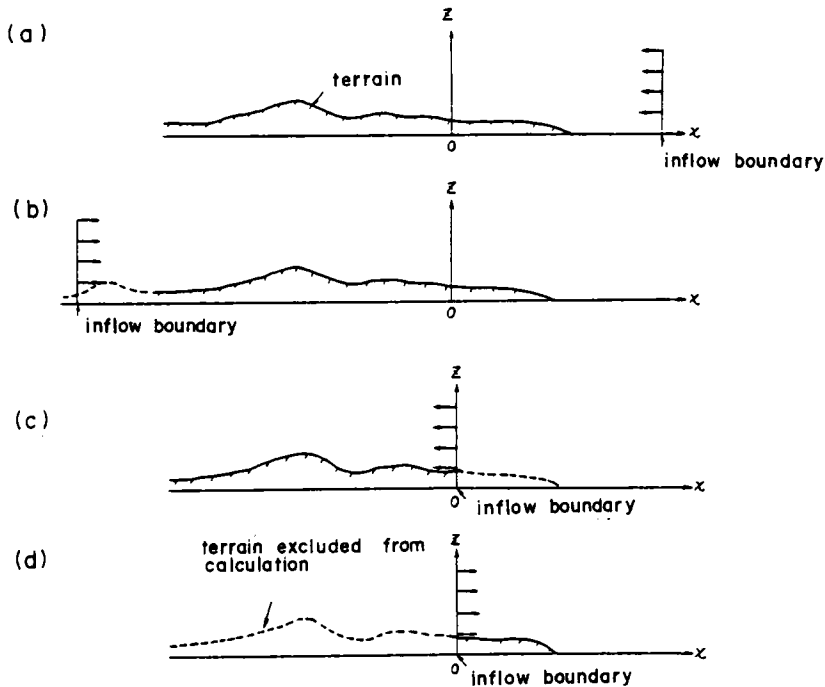 (a)
z
terrain
0
x
inflow boundary
(b)
z
0
x
inflow boundary
(c)
z
0
x
inflow boundary
(d)
terrain excluded from
calculation
z
0
x
inflow boundary